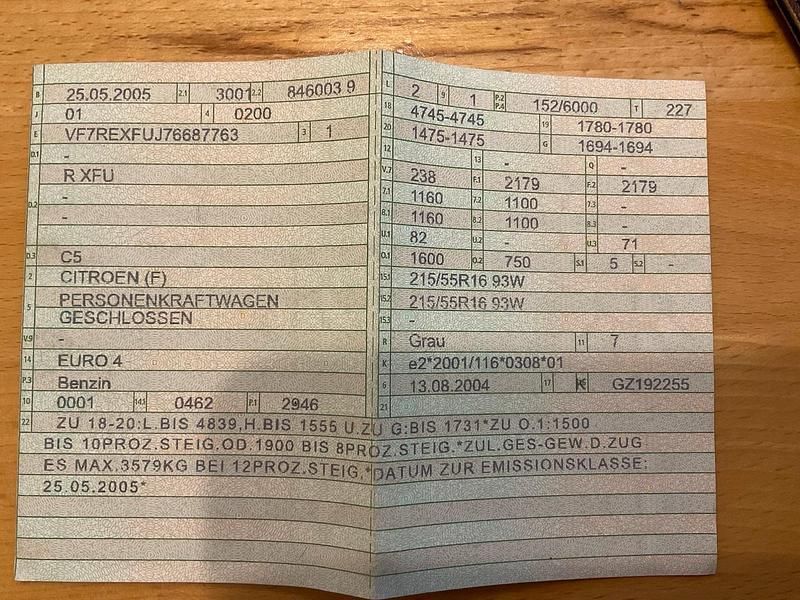 B 25.05.2005 2.1 3001 2.2 846003 9
J 01 4 0200
E VF7REXFUJ76687763 3 1
D.1 -
R XFU
D.2 -
-
D.3 C5
2 CITROEN (F)
5 PERSONENKRAFTWAGEN
GESCHLOSSEN
V.9 -
14 EURO 4
P.3 Benzin
10 0001 14.1 0462 P.1 2946
L 2 9 1 P.2 P.4 152/6000 T 227
18 4745-4745 19 1780-1780
20 1475-1475 G 1694-1694
12 13 - Q -
V.7 238 F.1 2179 F.2 2179
7.1 1160 7.2 1100 7.3 -
8.1 1160 8.2 1100 8.3 -
U.1 82 U.2 - U.3 71
O.1 1600 O.2 750 S.1 5 S.2 -
15.1 215/55R16 93W
15.2 215/55R16 93W
15.3 -
R Grau 11 7
K e2*2001/116*0308*01
6 13.08.2004 17 K 16 GZ192255
21
22 ZU 18-20:L.BIS 4839,H.BIS 1555 U.ZU G:BIS 1731*ZU O.1:1500
BIS 10PROZ.STEIG.OD.1900 BIS 8PROZ.STEIG.*ZUL.GES-GEW.D.ZUG
ES MAX.3579KG BEI 12PROZ.STEIG.*DATUM ZUR EMISSIONSKLASSE:
25.05.2005*